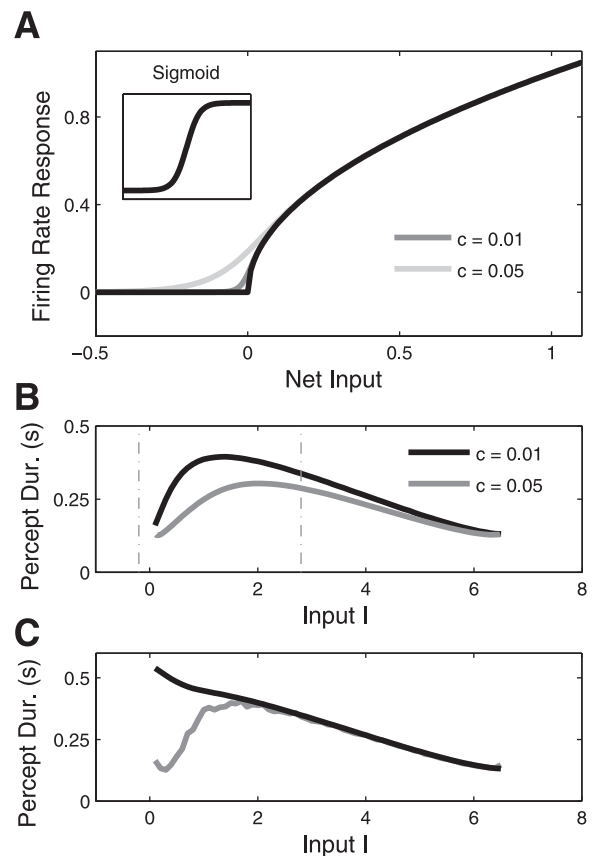 A
Sigmoid
Firing Rate Response
0.8
0.4
0
c = 0.01
c = 0.05
−0.5
0
0.5
1
Net Input
B
Percept Dur. (s)
0.5
0.25
0
c = 0.01
c = 0.05
0
2
4
6
8
Input I
C
Percept Dur. (s)
0.5
0.25
0
0
2
4
6
8
Input I